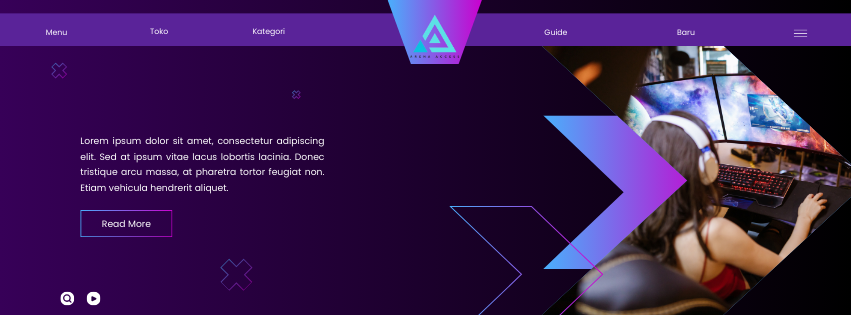 Menu
Toko
Kategori
Guide
Baru
Lorem ipsum dolor sit amet, consectetur adipiscing
elit. Sed at ipsum vitae lacus lobortis lacinia. Donec
tristique arcu massa, at pharetra tortor feugiat non.
Etiam vehicula hendrerit aliquet.
Read More